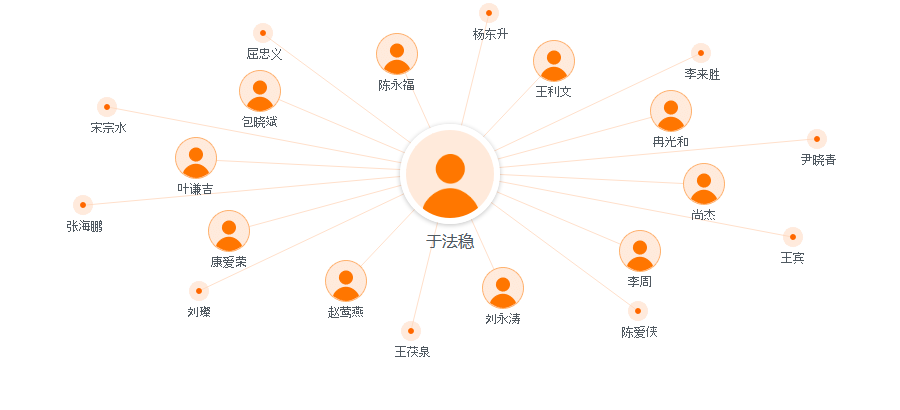 杨东升
屈忠义
陈永福
李来胜
王利文
包晓斌
宋宗水
冉光和
尹晓青
叶谦吉
尚杰
张海鹏
于法稳
王宾
康爱荣
李周
刘璨
赵莺燕
刘永涛
陈爱侠
王茯泉